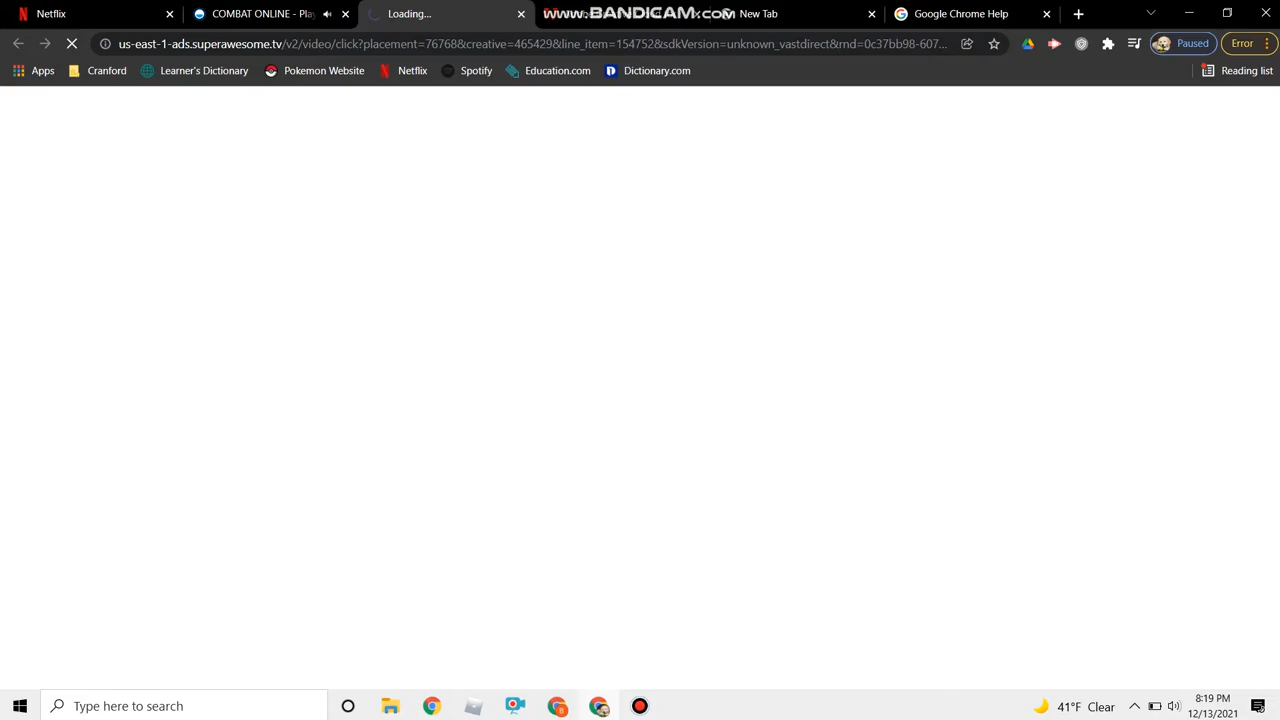 Netflix
COMBAT ONLINE - Play
Loading...
www.BANDICAM.com
New Tab
Google Chrome Help
us-east-1-ads.superawesome.tv/v2/video/click?placement=76768&creative=465429&line_item=154752&sdkVersion=unknown_vastdirect&rnd=0c37bb98-607...
Paused
Error
Apps
Cranford
Learner's Dictionary
Pokemon Website
Netflix
Spotify
Education.com
Dictionary.com
Reading list
Type here to search
41°F Clear
8:19 PM
12/13/2021